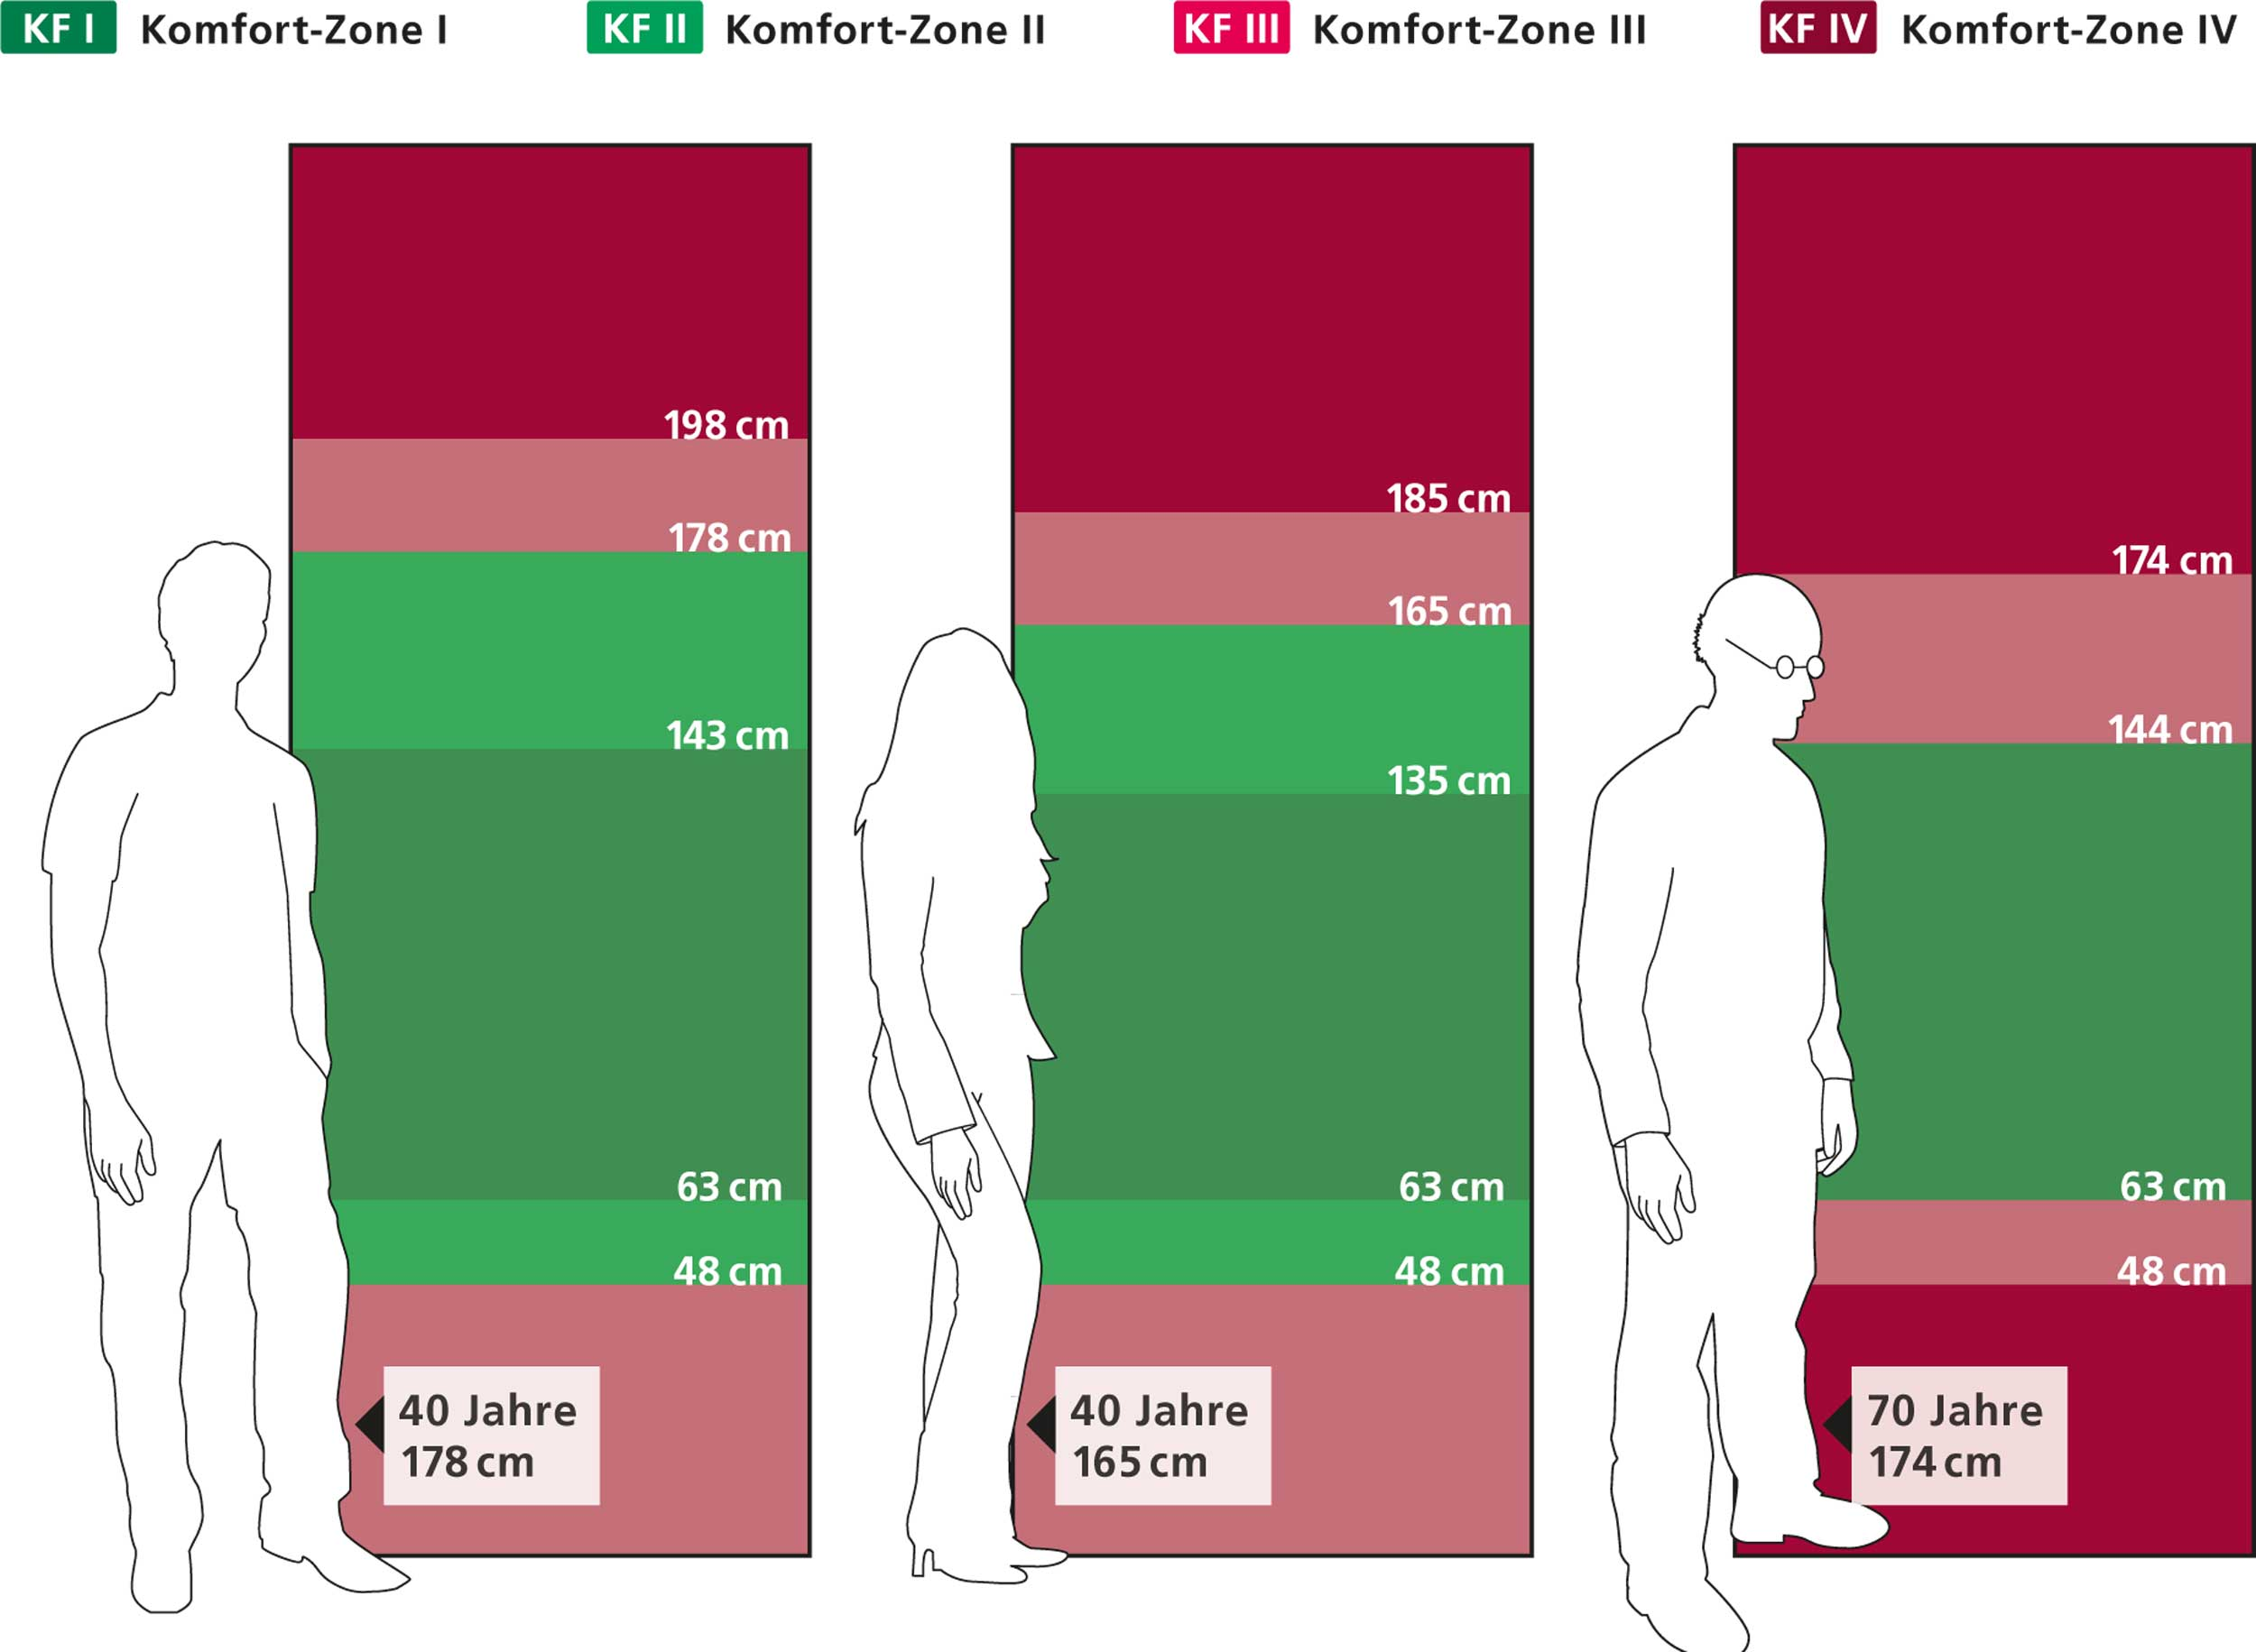 KF I Komfort-Zone I KF II Komfort-Zone II KF III Komfort-Zone III KF IV Komfort-Zone IV
198 cm
178 cm
143 cm
63 cm
48 cm
40 Jahre
178 cm
185 cm
165 cm
135 cm
63 cm
48 cm
40 Jahre
165 cm
174 cm
144 cm
63 cm
48 cm
70 Jahre
174 cm